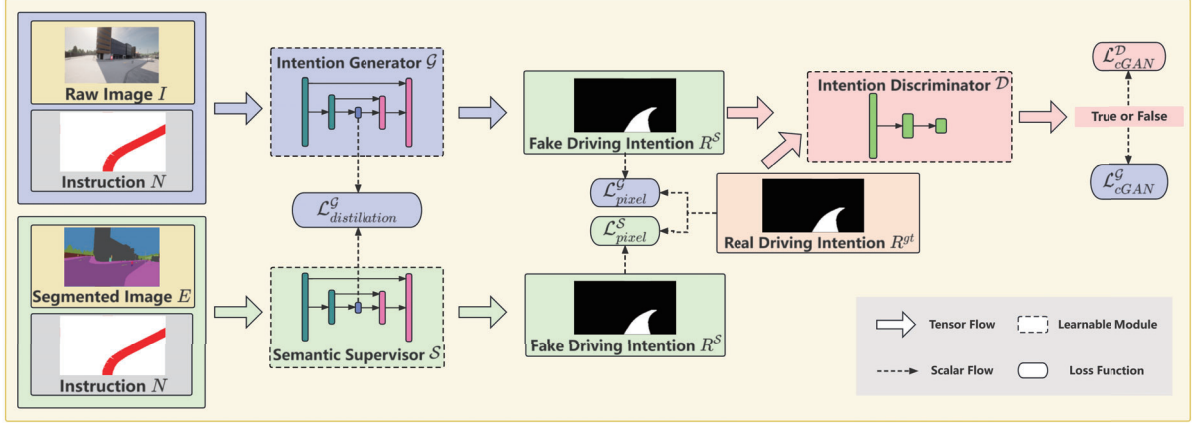 Raw Image I
Instruction N
Segmented Image E
Instruction N
Intention Generator 𝒢
ℒ^𝒢_distillation
Semantic Supervisor 𝒮
Fake Driving Intention R^𝒮
ℒ^𝒢_pixel
ℒ^𝒮_pixel
Fake Driving Intention R^𝒮
Intention Discriminator 𝒟
Real Driving Intention R^gt
ℒ^𝒟_cGAN
True or False
ℒ^𝒢_cGAN
Tensor Flow
Learnable Module
Scalar Flow
Loss Function